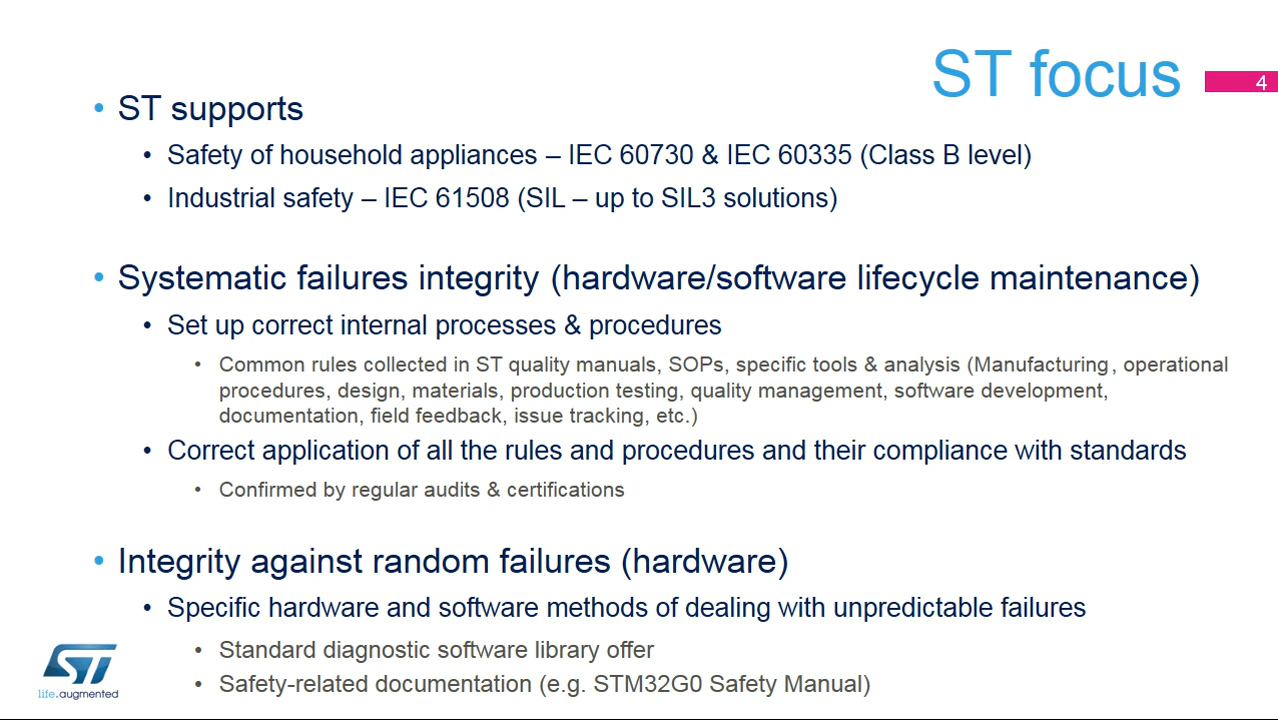 ST focus
4
• ST supports
• Safety of household appliances – IEC 60730 & IEC 60335 (Class B level)
• Industrial safety – IEC 61508 (SIL – up to SIL3 solutions)
• Systematic failures integrity (hardware/software lifecycle maintenance)
• Set up correct internal processes & procedures
• Common rules collected in ST quality manuals, SOPs, specific tools & analysis (Manufacturing, operational
procedures, design, materials, production testing, quality management, software development,
documentation, field feedback, issue tracking, etc.)
• Correct application of all the rules and procedures and their compliance with standards
• Confirmed by regular audits & certifications
• Integrity against random failures (hardware)
• Specific hardware and software methods of dealing with unpredictable failures
• Standard diagnostic software library offer
• Safety-related documentation (e.g. STM32G0 Safety Manual)
ST
life.augmented